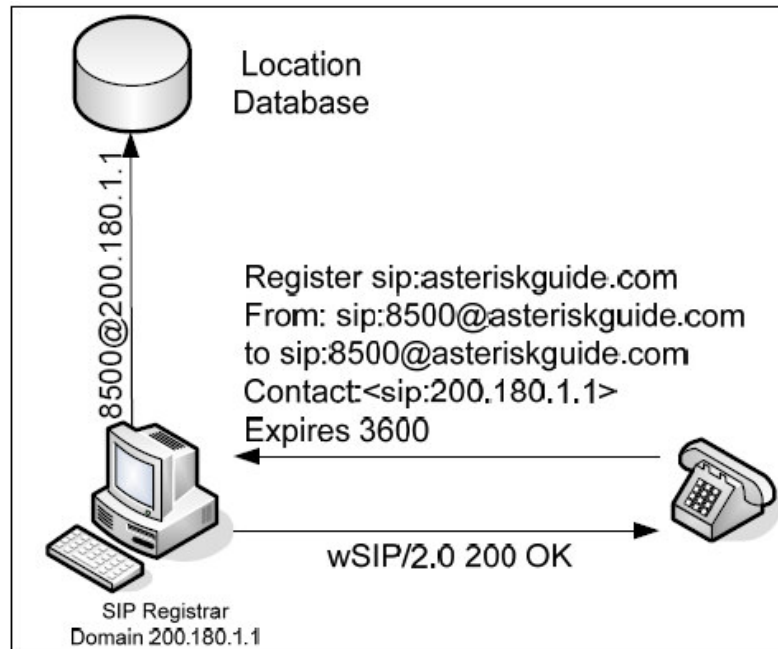 Location
Database
8500@200.180.1.1
Register sip:asteriskguide.com
From: sip:8500@asteriskguide.com
to sip:8500@asteriskguide.com
Contact:<sip:200.180.1.1>
Expires 3600
wSIP/2.0 200 OK
SIP Registrar
Domain 200.180.1.1